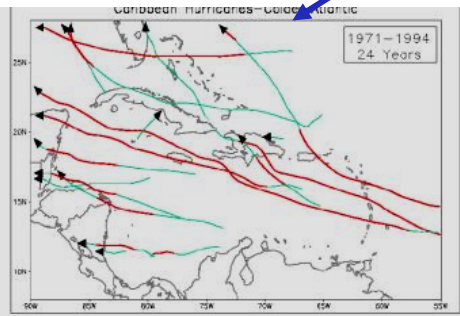 Caribbean Hurricanes-Colder Atlantic
1971-1994
24 Years
25N
20N
15N
10N
90W 85W 80W 75W 70W 65W 60W 55W